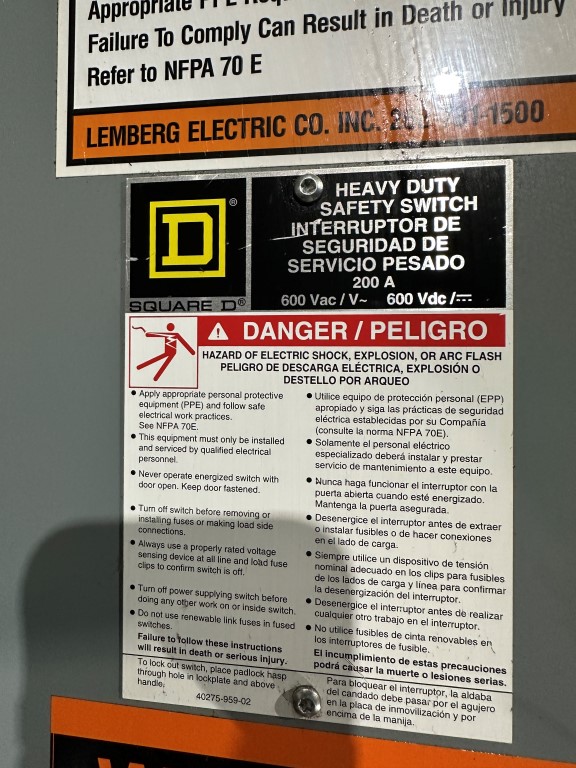 Appropriate PPE
Failure To Comply Can Result in Death or Injury
Refer to NFPA 70 E
LEMBERG ELECTRIC CO. INC. -1500
D®
SQUARE D®
HEAVY DUTY
SAFETY SWITCH
INTERRUPTOR DE
SEGURIDAD DE
SERVICIO PESADO
200 A
600 Vac / V~ 600 Vdc / ⎓
DANGER / PELIGRO
HAZARD OF ELECTRIC SHOCK, EXPLOSION, OR ARC FLASH
PELIGRO DE DESCARGA ELÉCTRICA, EXPLOSIÓN O
DESTELLO POR ARQUEO
• Apply appropriate personal protective
equipment (PPE) and follow safe
electrical work practices.
See NFPA 70E.
• This equipment must only be installed
and serviced by qualified electrical
personnel.
• Never operate energized switch with
door open. Keep door fastened.
• Turn off switch before removing or
installing fuses or making load side
connections.
• Always use a properly rated voltage
sensing device at all line and load fuse
clips to confirm switch is off.
• Turn off power supplying switch before
doing any other work on or inside switch.
• Do not use renewable link fuses in fused
switches.
Failure to follow these instructions
will result in death or serious injury.
To lock out switch, place padlock hasp
through hole in lockplate and above
handle.
40275-959-02
• Utilice equipo de protección personal (EPP)
apropiado y siga las prácticas de seguridad
eléctrica establecidas por su Compañía
(consulte la norma NFPA 70E).
• Solamente el personal eléctrico
especializado deberá instalar y prestar
servicio de mantenimiento a este equipo.
• Nunca haga funcionar el interruptor con la
puerta abierta cuando esté energizado.
Mantenga la puerta asegurada.
• Desenergice el interruptor antes de extraer
o instalar fusibles o de hacer conexiones
en el lado de carga.
• Siempre utilice un dispositivo de tensión
nominal adecuado en los clips para fusibles
de los lados de carga y línea para confirmar
la desenergización del interruptor.
• Desenergice el interruptor antes de realizar
cualquier otro trabajo en el interruptor.
• No utilice fusibles de cinta renovables en
los interruptores de fusible.
El incumplimiento de estas precauciones
podrá causar la muerte o lesiones serias.
Para bloquear el interruptor, la aldaba
del candado debe pasar por el agujero
en la placa de inmovilización y por
encima de la manija.